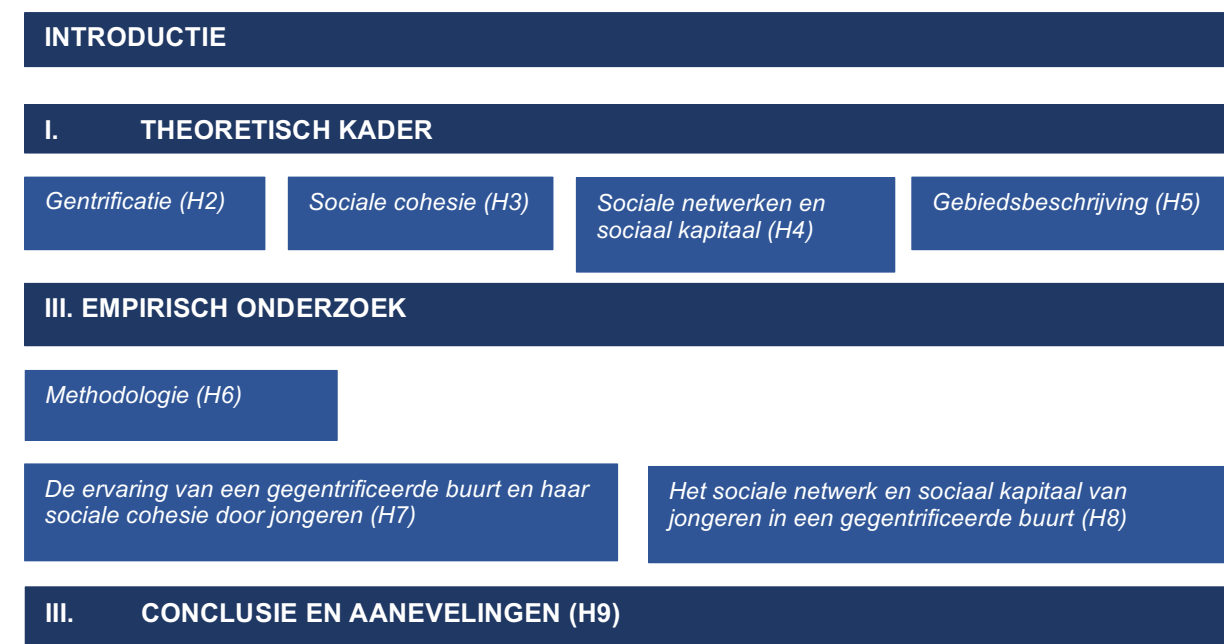 INTRODUCTIE
I. THEORETISCH KADER
Gentrificatie (H2)
Sociale cohesie (H3)
Sociale netwerken en
sociaal kapitaal (H4)
Gebiedsbeschrijving (H5)
III. EMPIRISCH ONDERZOEK
Methodologie (H6)
De ervaring van een gegentrificeerde buurt en haar
sociale cohesie door jongeren (H7)
Het sociale netwerk en sociaal kapitaal van
jongeren in een gegentrificeerde buurt (H8)
III. CONCLUSIE EN AANEVELINGEN (H9)